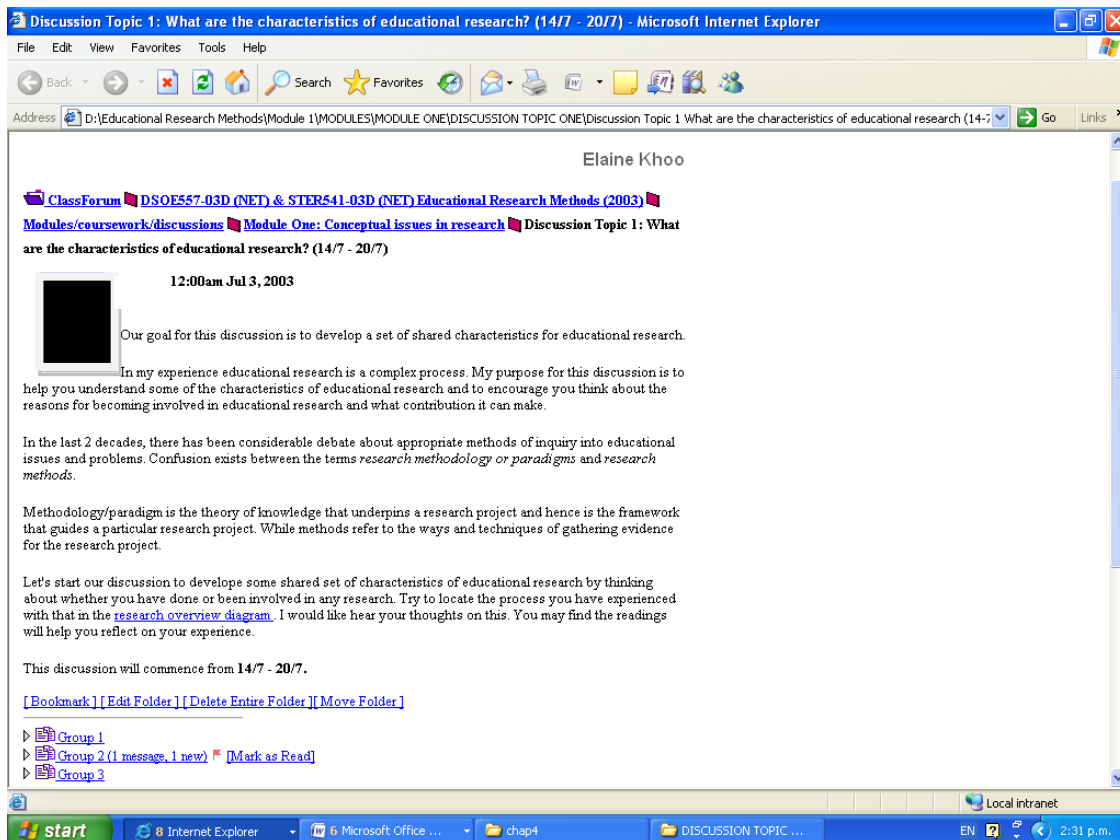 Discussion Topic 1: What are the characteristics of educational research? (14/7 - 20/7) - Microsoft Internet Explorer
File Edit View Favorites Tools Help
Back Search Favorites
Address D:\Educational Research Methods\Module 1\MODULES\MODULE ONE\DISCUSSION TOPIC ONE\Discussion Topic 1 What are the characteristics of educational research (14-7 Go Links
Elaine Khoo
ClassForum DSOE557-03D (NET) & STER541-03D (NET) Educational Research Methods (2003)
Modules/coursework/discussions Module One: Conceptual issues in research Discussion Topic 1: What
are the characteristics of educational research? (14/7 - 20/7)
12:00am Jul 3, 2003
Our goal for this discussion is to develop a set of shared characteristics for educational research.
In my experience educational research is a complex process. My purpose for this discussion is to
help you understand some of the characteristics of educational research and to encourage you think about the
reasons for becoming involved in educational research and what contribution it can make.
In the last 2 decades, there has been considerable debate about appropriate methods of inquiry into educational
issues and problems. Confusion exists between the terms research methodology or paradigms and research
methods.
Methodology/paradigm is the theory of knowledge that underpins a research project and hence is the framework
that guides a particular research project. While methods refer to the ways and techniques of gathering evidence
for the research project.
Let's start our discussion to develope some shared set of characteristics of educational research by thinking
about whether you have done or been involved in any research. Try to locate the process you have experienced
with that in the research overview diagram . I would like hear your thoughts on this. You may find the readings
will help you reflect on your experience.
This discussion will commence from 14/7 - 20/7.
[ Bookmark ] [ Edit Folder ] [ Delete Entire Folder ][ Move Folder ]
Group 1
Group 2 (1 message, 1 new) [Mark as Read]
Group 3
Local intranet
start 8 Internet Explorer 6 Microsoft Office ... chap4 DISCUSSION TOPIC ... EN 2:31 p.m.